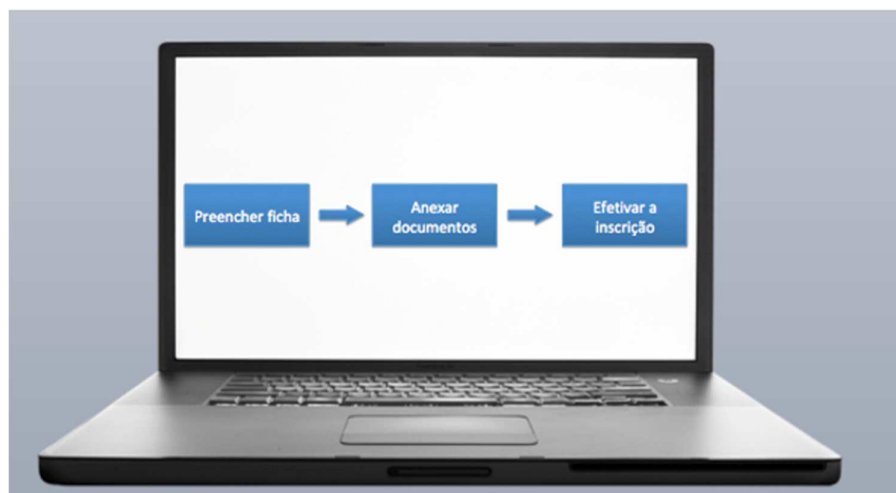 Preencher ficha
Anexar
documentos
Efetivar a
inscrição